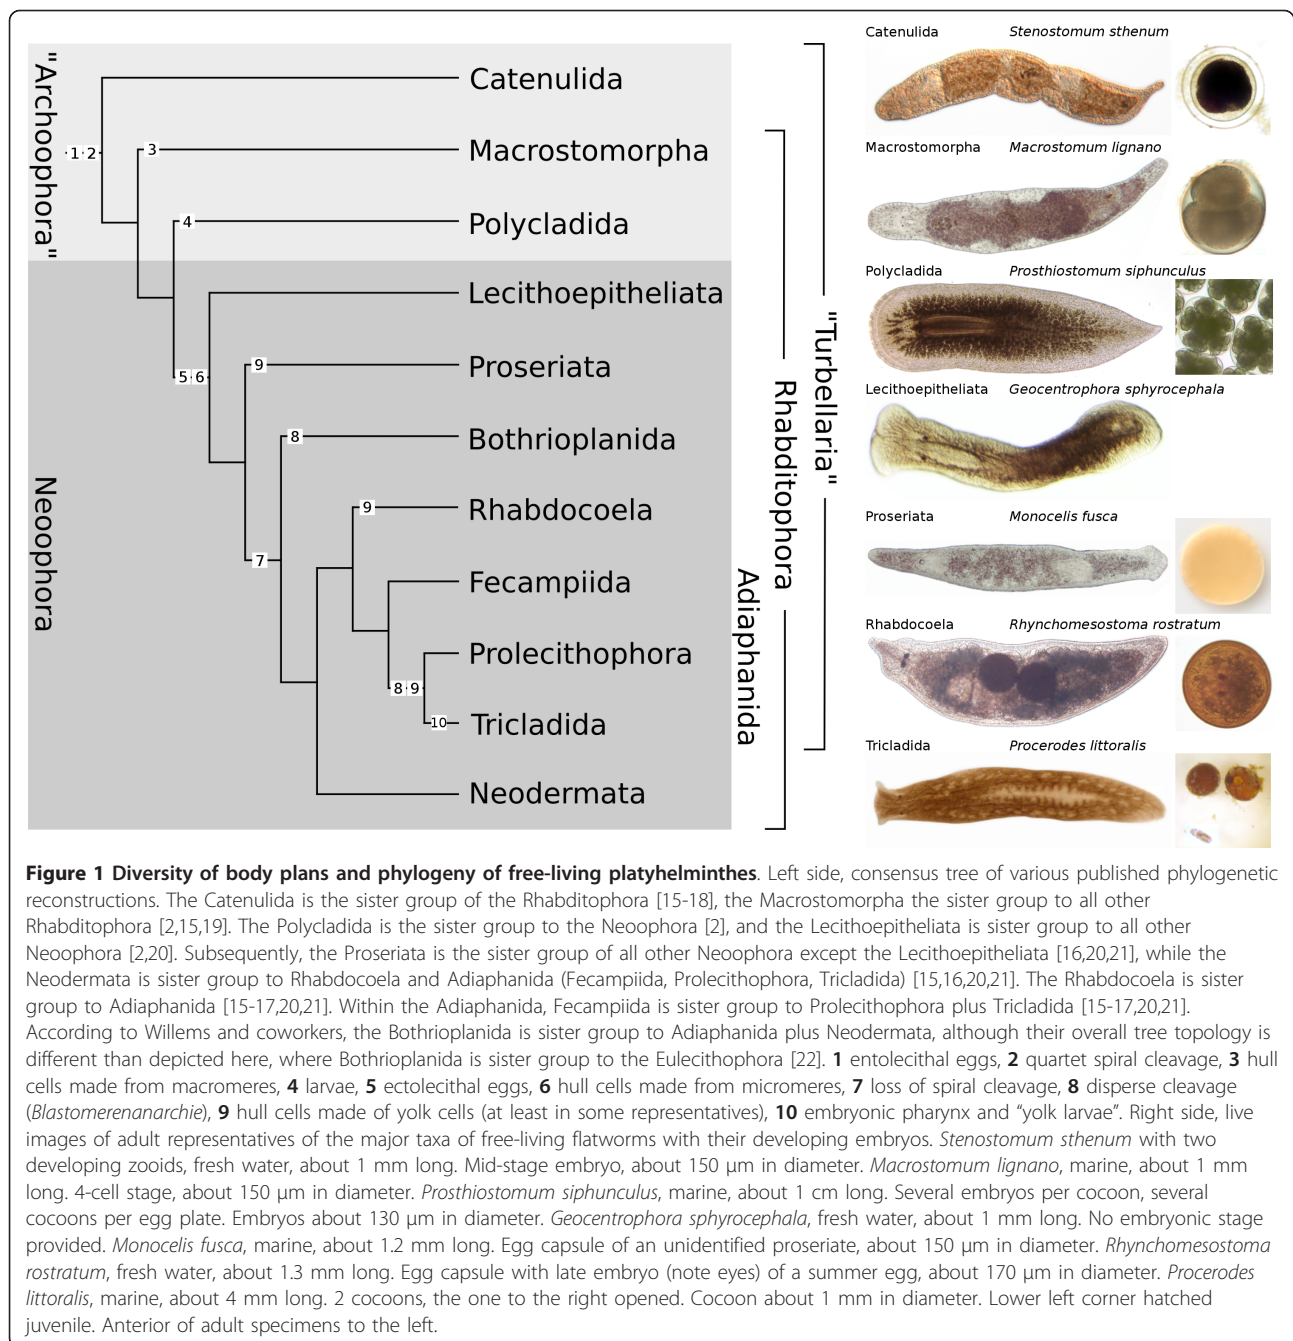 "Archoophora"
Neoophora
1 2
3
4
5 6
9
8
7
9
8 9
10
Catenulida
Macrostomorpha
Polycladida
Lecithoepitheliata
Proseriata
Bothrioplanida
Rhabdocoela
Fecampiida
Prolecithophora
Tricladida
Neodermata
Adiaphanida
Rhabditophora
"Turbellaria"
Catenulida Stenostomum sthenum
Macrostomorpha Macrostomum lignano
Polycladida Prosthiostomum siphunculus
Lecithoepitheliata Geocentrophora sphyrocephala
Proseriata Monocelis fusca
Rhabdocoela Rhynchomesostoma rostratum
Tricladida Procerodes littoralis
Figure 1 Diversity of body plans and phylogeny of free-living platyhelminthes. Left side, consensus tree of various published phylogenetic
reconstructions. The Catenulida is the sister group of the Rhabditophora [15-18], the Macrostomorpha the sister group to all other
Rhabditophora [2,15,19]. The Polycladida is the sister group to the Neoophora [2], and the Lecithoepitheliata is sister group to all other
Neoophora [2,20]. Subsequently, the Proseriata is the sister group of all other Neoophora except the Lecithoepitheliata [16,20,21], while the
Neodermata is sister group to Rhabdocoela and Adiaphanida (Fecampiida, Prolecithophora, Tricladida) [15,16,20,21]. The Rhabdocoela is sister
group to Adiaphanida [15-17,20,21]. Within the Adiaphanida, Fecampiida is sister group to Prolecithophora plus Tricladida [15-17,20,21].
According to Willems and coworkers, the Bothrioplanida is sister group to Adiaphanida plus Neodermata, although their overall tree topology is
different than depicted here, where Bothrioplanida is sister group to the Eulecithophora [22]. 1 entolecithal eggs, 2 quartet spiral cleavage, 3 hull
cells made from macromeres, 4 larvae, 5 ectolecithal eggs, 6 hull cells made from micromeres, 7 loss of spiral cleavage, 8 disperse cleavage
(Blastomerenanarchie), 9 hull cells made of yolk cells (at least in some representatives), 10 embryonic pharynx and “yolk larvae”. Right side, live
images of adult representatives of the major taxa of free-living flatworms with their developing embryos. Stenostomum sthenum with two
developing zooids, fresh water, about 1 mm long. Mid-stage embryo, about 150 μm in diameter. Macrostomum lignano, marine, about 1 mm
long. 4-cell stage, about 150 μm in diameter. Prosthiostomum siphunculus, marine, about 1 cm long. Several embryos per cocoon, several
cocoons per egg plate. Embryos about 130 μm in diameter. Geocentrophora sphyrocephala, fresh water, about 1 mm long. No embryonic stage
provided. Monocelis fusca, marine, about 1.2 mm long. Egg capsule of an unidentified proseriate, about 150 μm in diameter. Rhynchomesostoma
rostratum, fresh water, about 1.3 mm long. Egg capsule with late embryo (note eyes) of a summer egg, about 170 μm in diameter. Procerodes
littoralis, marine, about 4 mm long. 2 cocoons, the one to the right opened. Cocoon about 1 mm in diameter. Lower left corner hatched
juvenile. Anterior of adult specimens to the left.